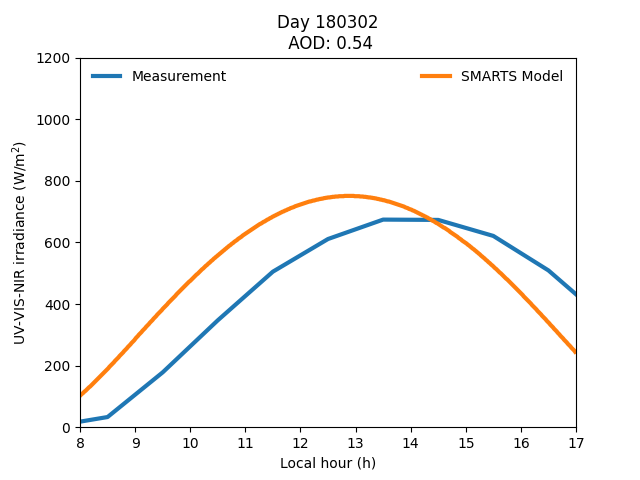 Day 180302
AOD: 0.54
Measurement
SMARTS Model
UV-VIS-NIR irradiance (W/m²)
1200
1000
800
600
400
200
0
8 9 10 11 12 13 14 15 16 17
Local hour (h)